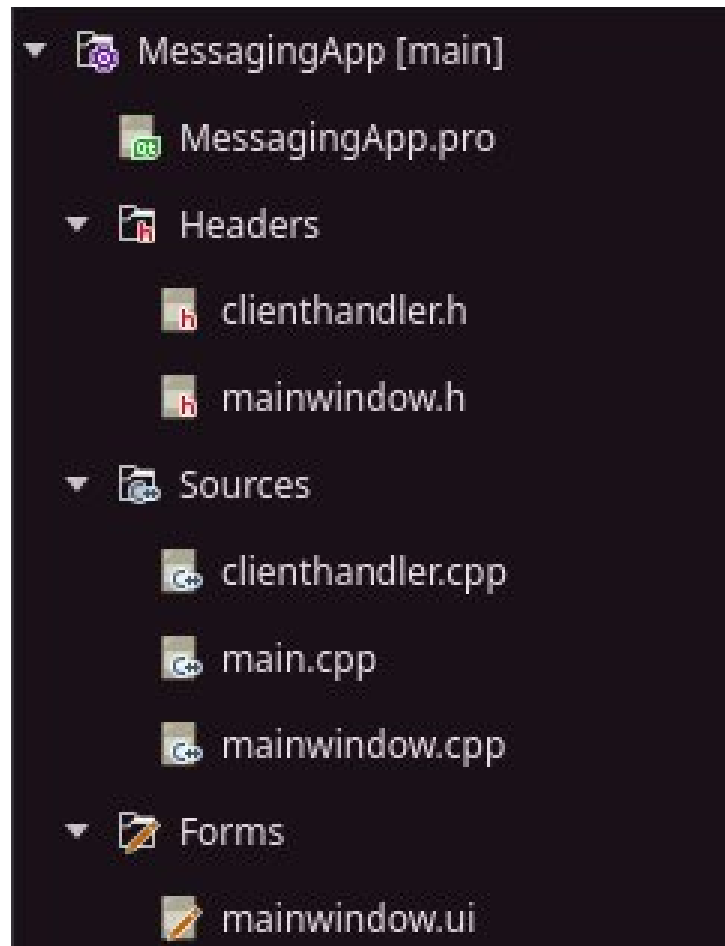 MessagingApp [main]
MessagingApp.pro
Headers
clienthandler.h
mainwindow.h
Sources
clienthandler.cpp
main.cpp
mainwindow.cpp
Forms
mainwindow.ui